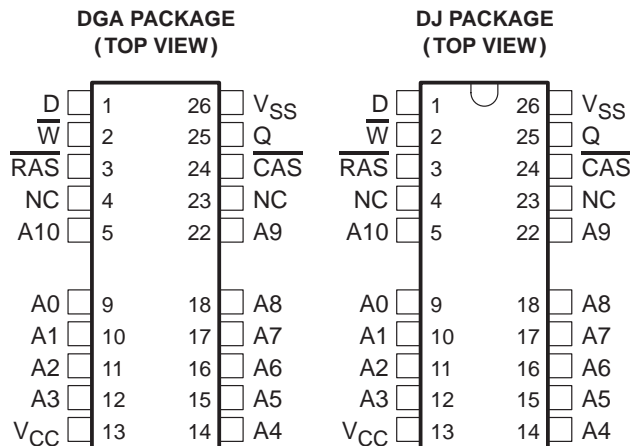 DGA PACKAGE
(TOP VIEW)
D 1 26 VSS
W 2 25 Q
RAS 3 24 CAS
NC 4 23 NC
A10 5 22 A9
A0 9 18 A8
A1 10 17 A7
A2 11 16 A6
A3 12 15 A5
VCC 13 14 A4
DJ PACKAGE
(TOP VIEW)
D 1 26 VSS
W 2 25 Q
RAS 3 24 CAS
NC 4 23 NC
A10 5 22 A9
A0 9 18 A8
A1 10 17 A7
A2 11 16 A6
A3 12 15 A5
VCC 13 14 A4